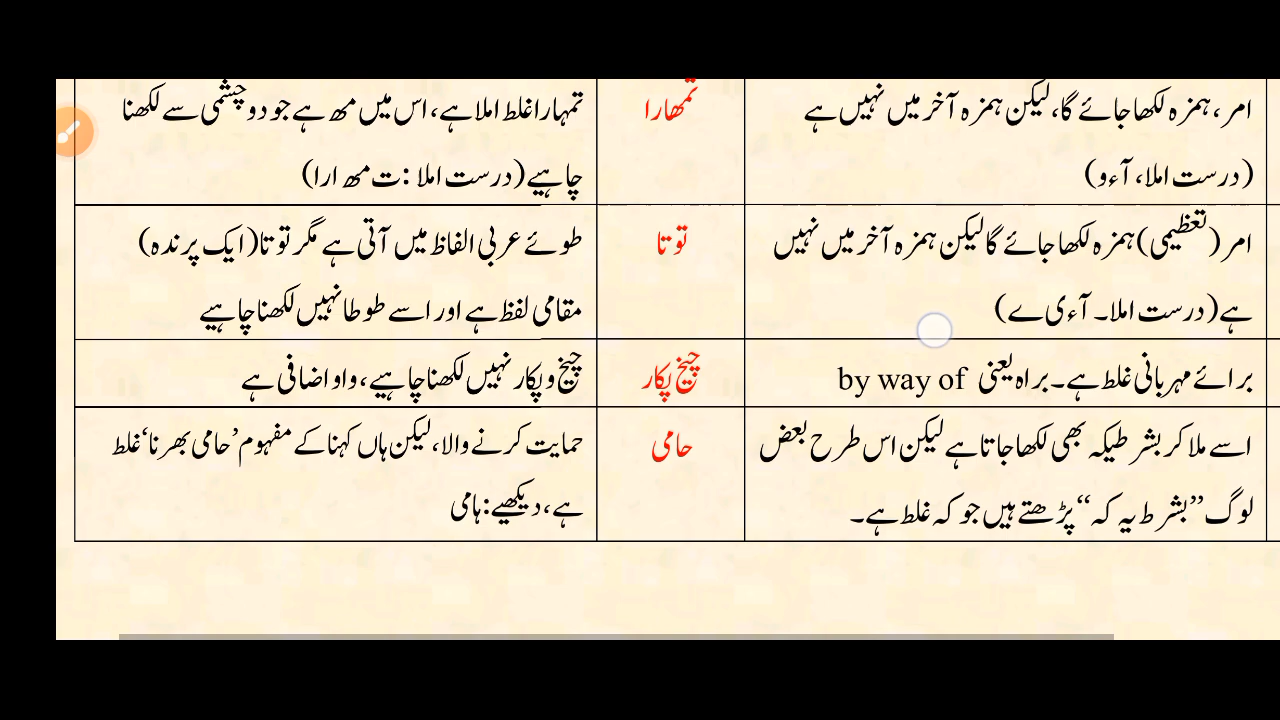 امر، ہمزہ لکھا جائے گا، لیکن ہمزہ آخر میں نہیں ہے
(درست املا، آءو)
تمھارا
تمہارا غلط املا ہے، اس میں مھ ہے جو دو چشمی سے لکھنا
چاہیے (درست املا: ت مھ ا ر ا)
امر (تعظیمی) ہمزہ لکھا جائے گا لیکن ہمزہ آخر میں نہیں
ہے (درست املا۔ آءی ے)
توتا
طوئے عربی الفاظ میں آتی ہے مگر توتا (ایک پرندہ)
مقامی لفظ ہے اور اسے طوطا نہیں لکھنا چاہیے
برائے مہربانی غلط ہے۔ براہ یعنی by way of
چیخ پکار
چیخ و پکار نہیں لکھنا چاہیے، واو اضافی ہے
اسے ملا کر بشرطیکہ بھی لکھا جاتا ہے لیکن اس طرح بعض
لوگ ”بشرط یہ کہ“ پڑھتے ہیں جو کہ غلط ہے۔
حامی
حمایت کرنے والا، لیکن ہاں کہنا کے مفہوم ’حامی بھرنا‘ غلط
ہے، دیکھیے: ہامی